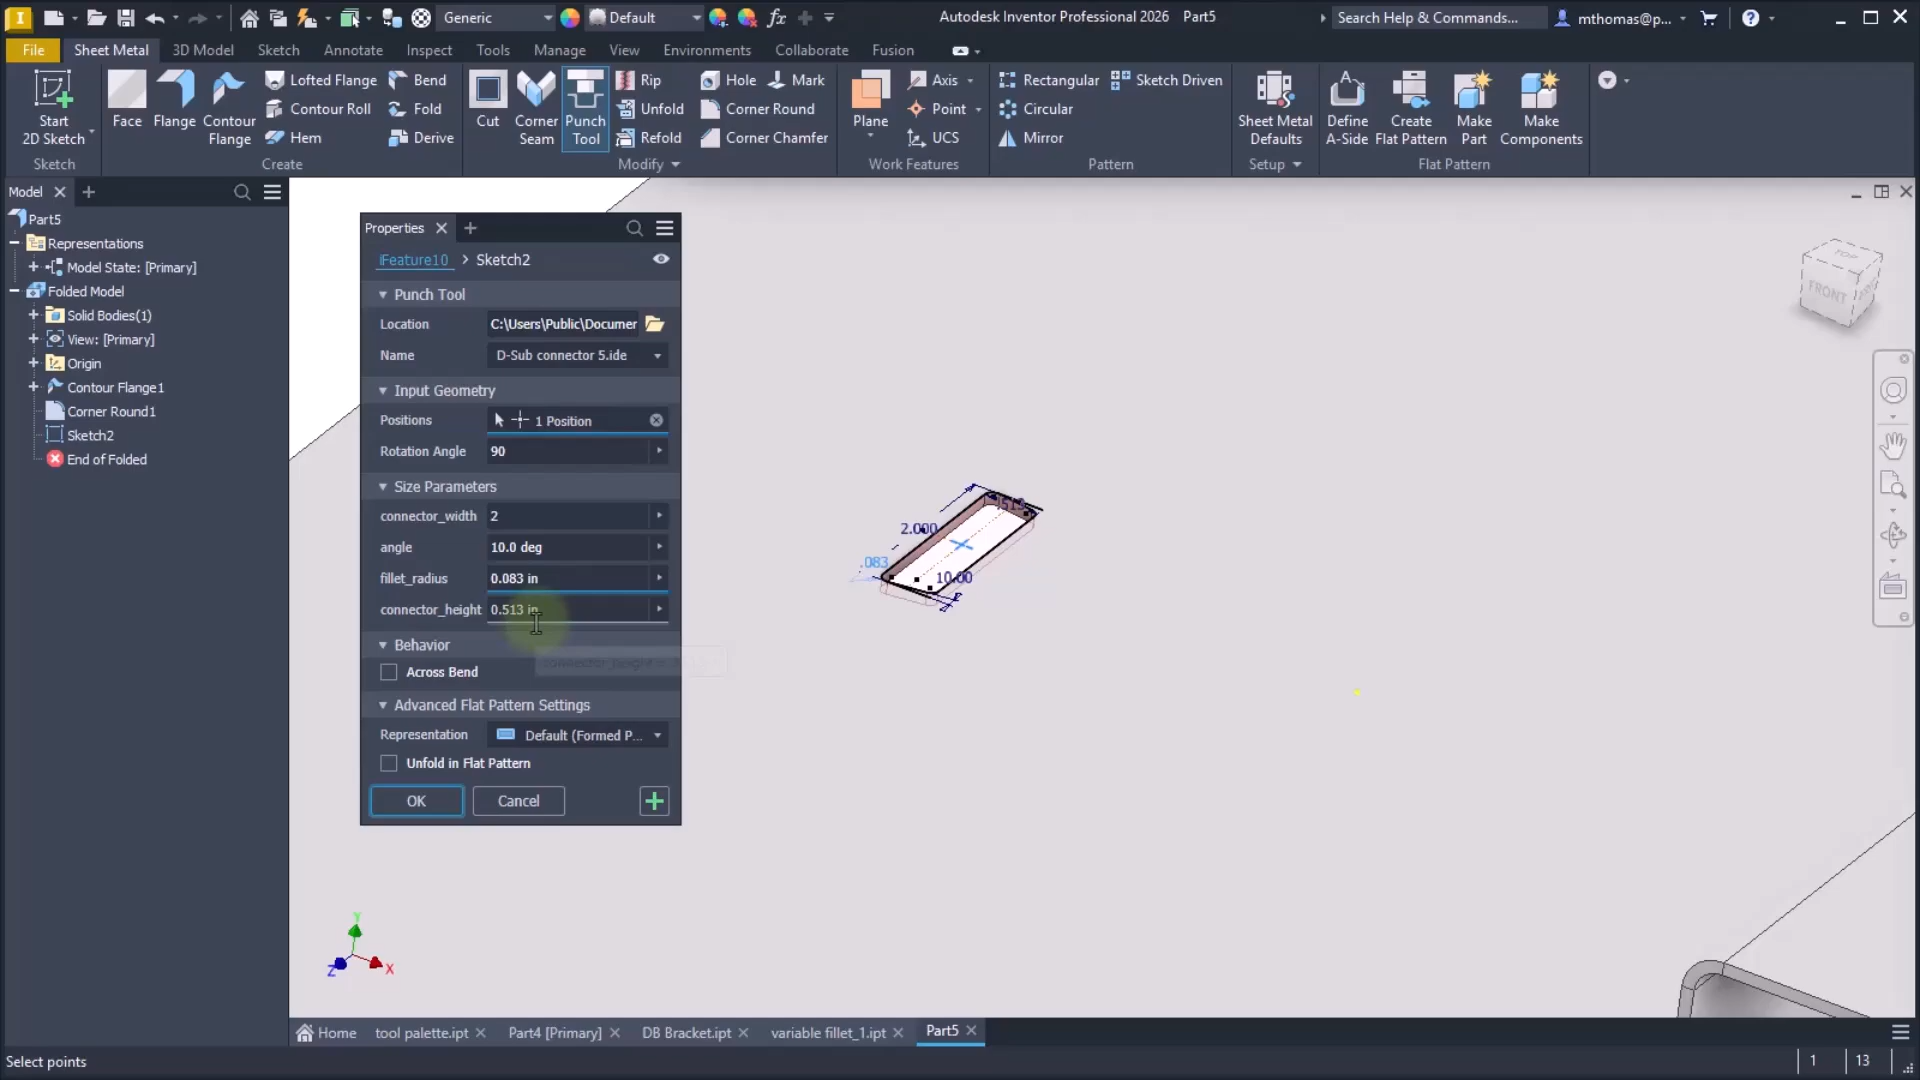 Generic
Default
fx
Autodesk Inventor Professional 2026 Part5
Search Help & Commands...
mthomas@p...
File
Sheet Metal
3D Model
Sketch
Annotate
Inspect
Tools
Manage
View
Environments
Collaborate
Fusion
Start
2D Sketch
Sketch
Face
Flange
Contour
Flange
Lofted Flange
Contour Roll
Hem
Bend
Fold
Derive
Create
Cut
Corner
Seam
Punch
Tool
Rip
Unfold
Refold
Hole
Mark
Corner Round
Corner Chamfer
Modify
Plane
Axis
Point
UCS
Work Features
Rectangular
Sketch Driven
Circular
Mirror
Pattern
Sheet Metal
Defaults
Setup
Define
A-Side
Create
Flat Pattern
Make
Part
Make
Components
Flat Pattern
Model
Part5
Representations
Model State: [Primary]
Folded Model
Solid Bodies(1)
View: [Primary]
Origin
Contour Flange1
Corner Round1
Sketch2
End of Folded
Properties
iFeature10 > Sketch2
Punch Tool
Location C:\Users\Public\Documer
Name D-Sub connector 5.ide
Input Geometry
Positions 1 Position
Rotation Angle 90
Size Parameters
connector_width 2
angle 10.0 deg
fillet_radius 0.083 in
connector_height 0.513 in
Behavior
Across Bend
Advanced Flat Pattern Settings
Representation Default (Formed P...
Unfold in Flat Pattern
OK
Cancel
2.000
.513
.083
10.00
TOP
FRONT
Y
Z
X
Home
tool palette.ipt
Part4 [Primary]
DB Bracket.ipt
variable fillet_1.ipt
Part5
Select points
1
13